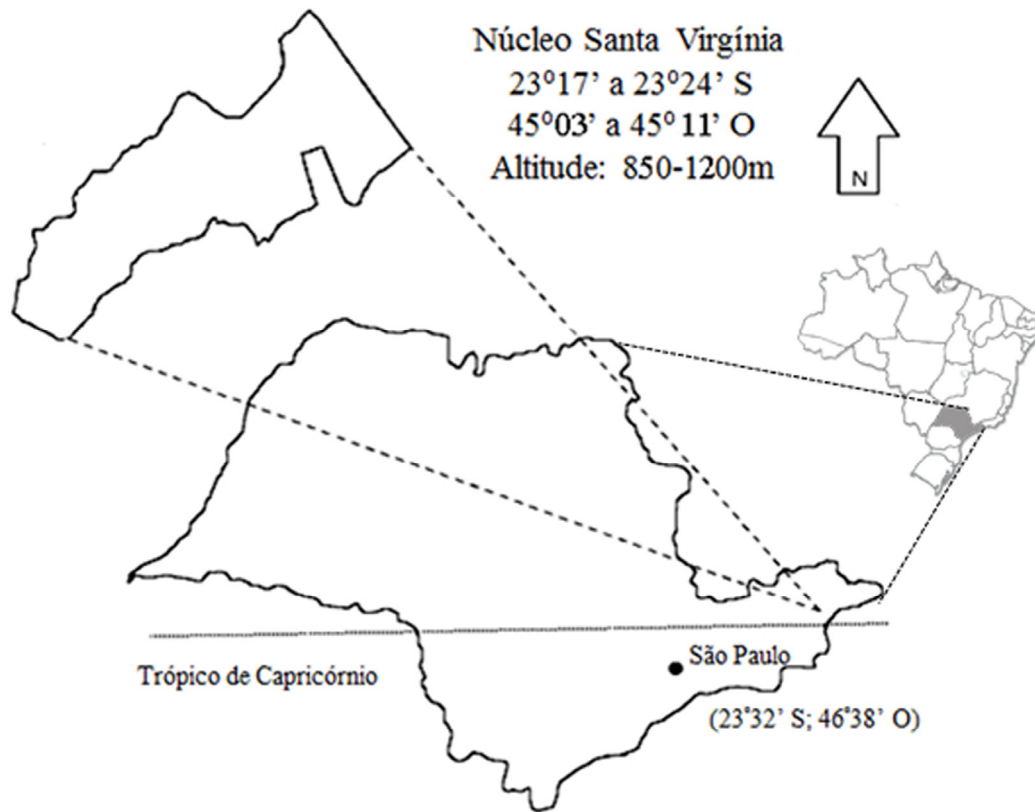 Núcleo Santa Virgínia
23°17’ a 23°24’ S
45°03’ a 45°11’ O
Altitude: 850-1200m
N
São Paulo
Trópico de Capricórnio
(23°32’ S; 46°38’ O)